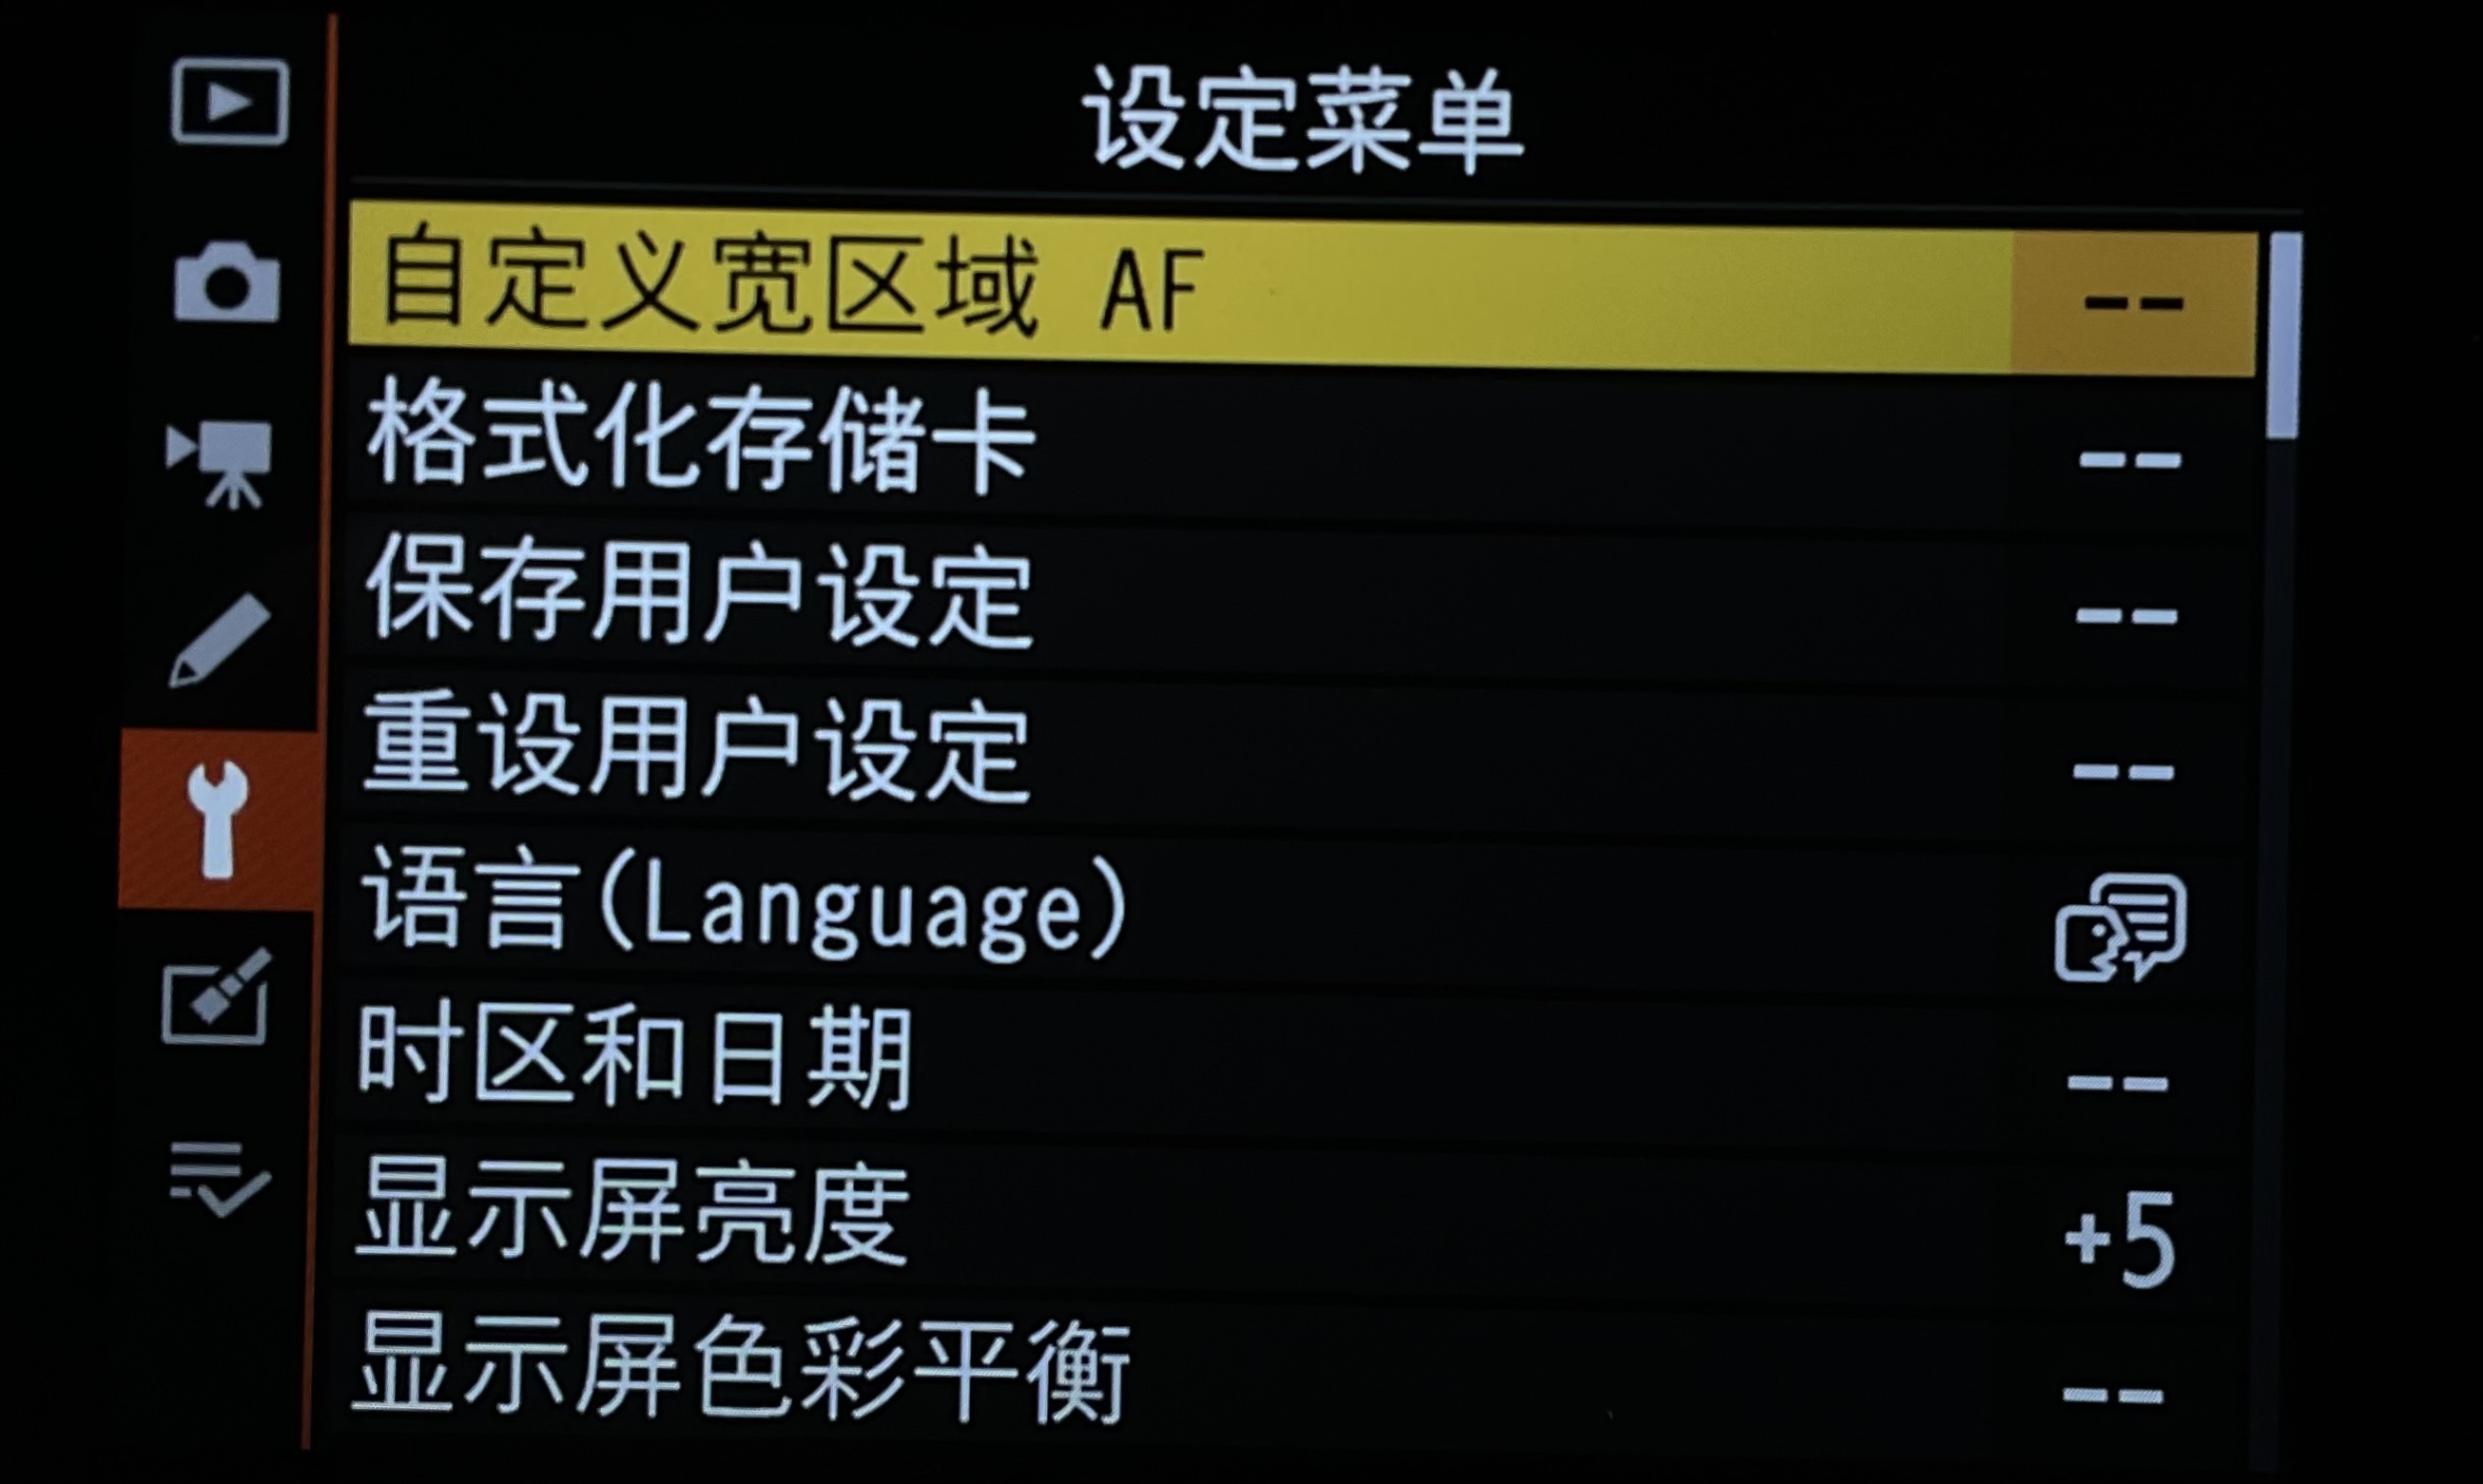 设定菜单
自定义宽区域 AF --
格式化存储卡 --
保存用户设定 --
重设用户设定 --
语言(Language)
时区和日期 --
显示屏亮度 +5
显示屏色彩平衡 --